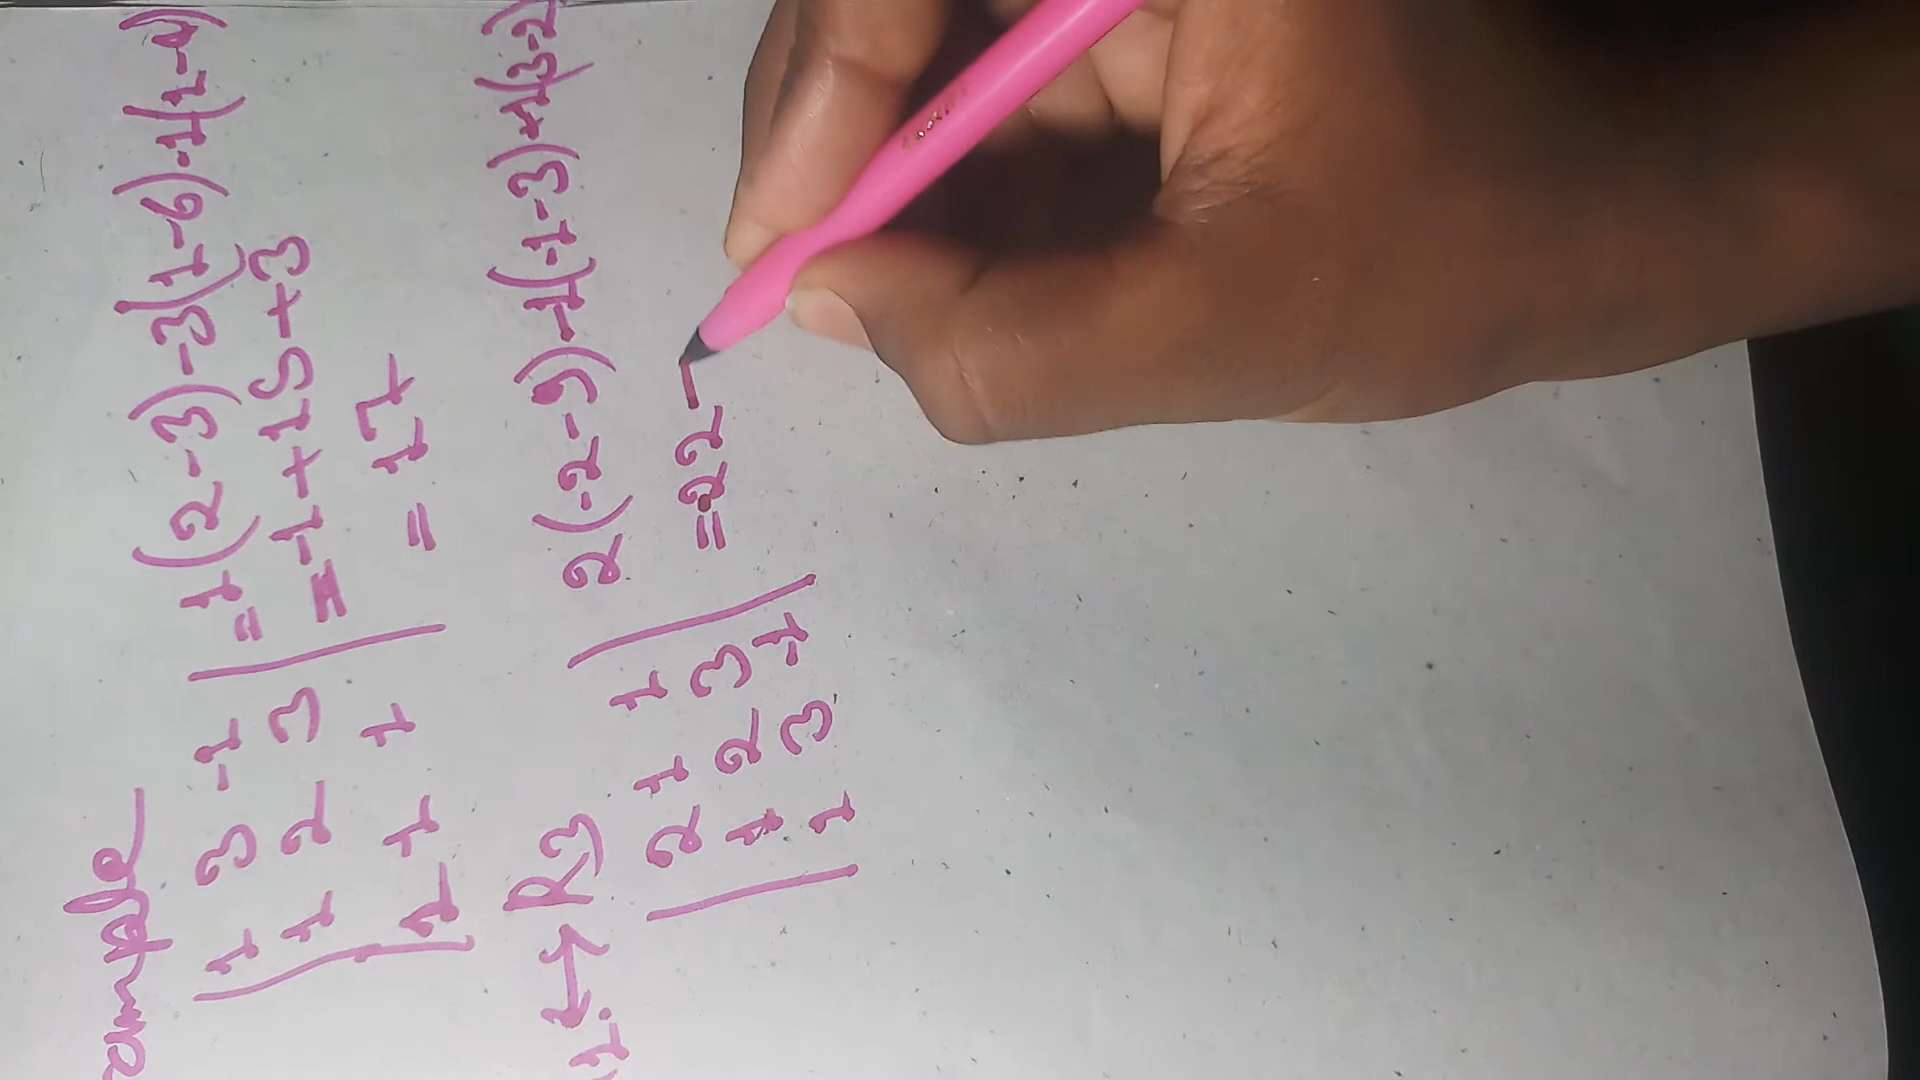 ample
| 1 3 -1 | = 1(2-3)-3(1-6)-1(1-4)
1 2 3 = -1+15+3
2 1 1 = 17
R1 ↔ R3
| 2 1 1 | 2(-2-9)-1(-1-3)+1(3-2)
1 2 3 = -22-
1 3 -1